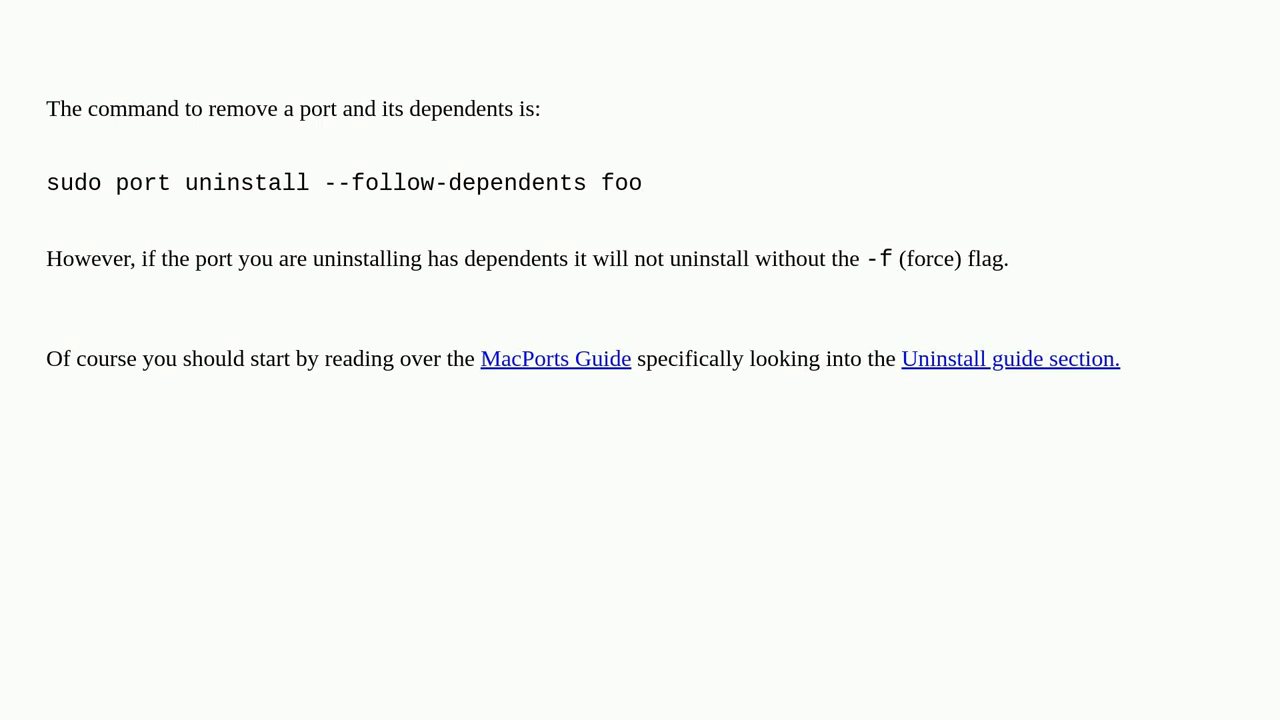 The command to remove a port and its dependents is:
sudo port uninstall --follow-dependents foo
However, if the port you are uninstalling has dependents it will not uninstall without the -f (force) flag.
Of course you should start by reading over the MacPorts Guide specifically looking into the Uninstall guide section.